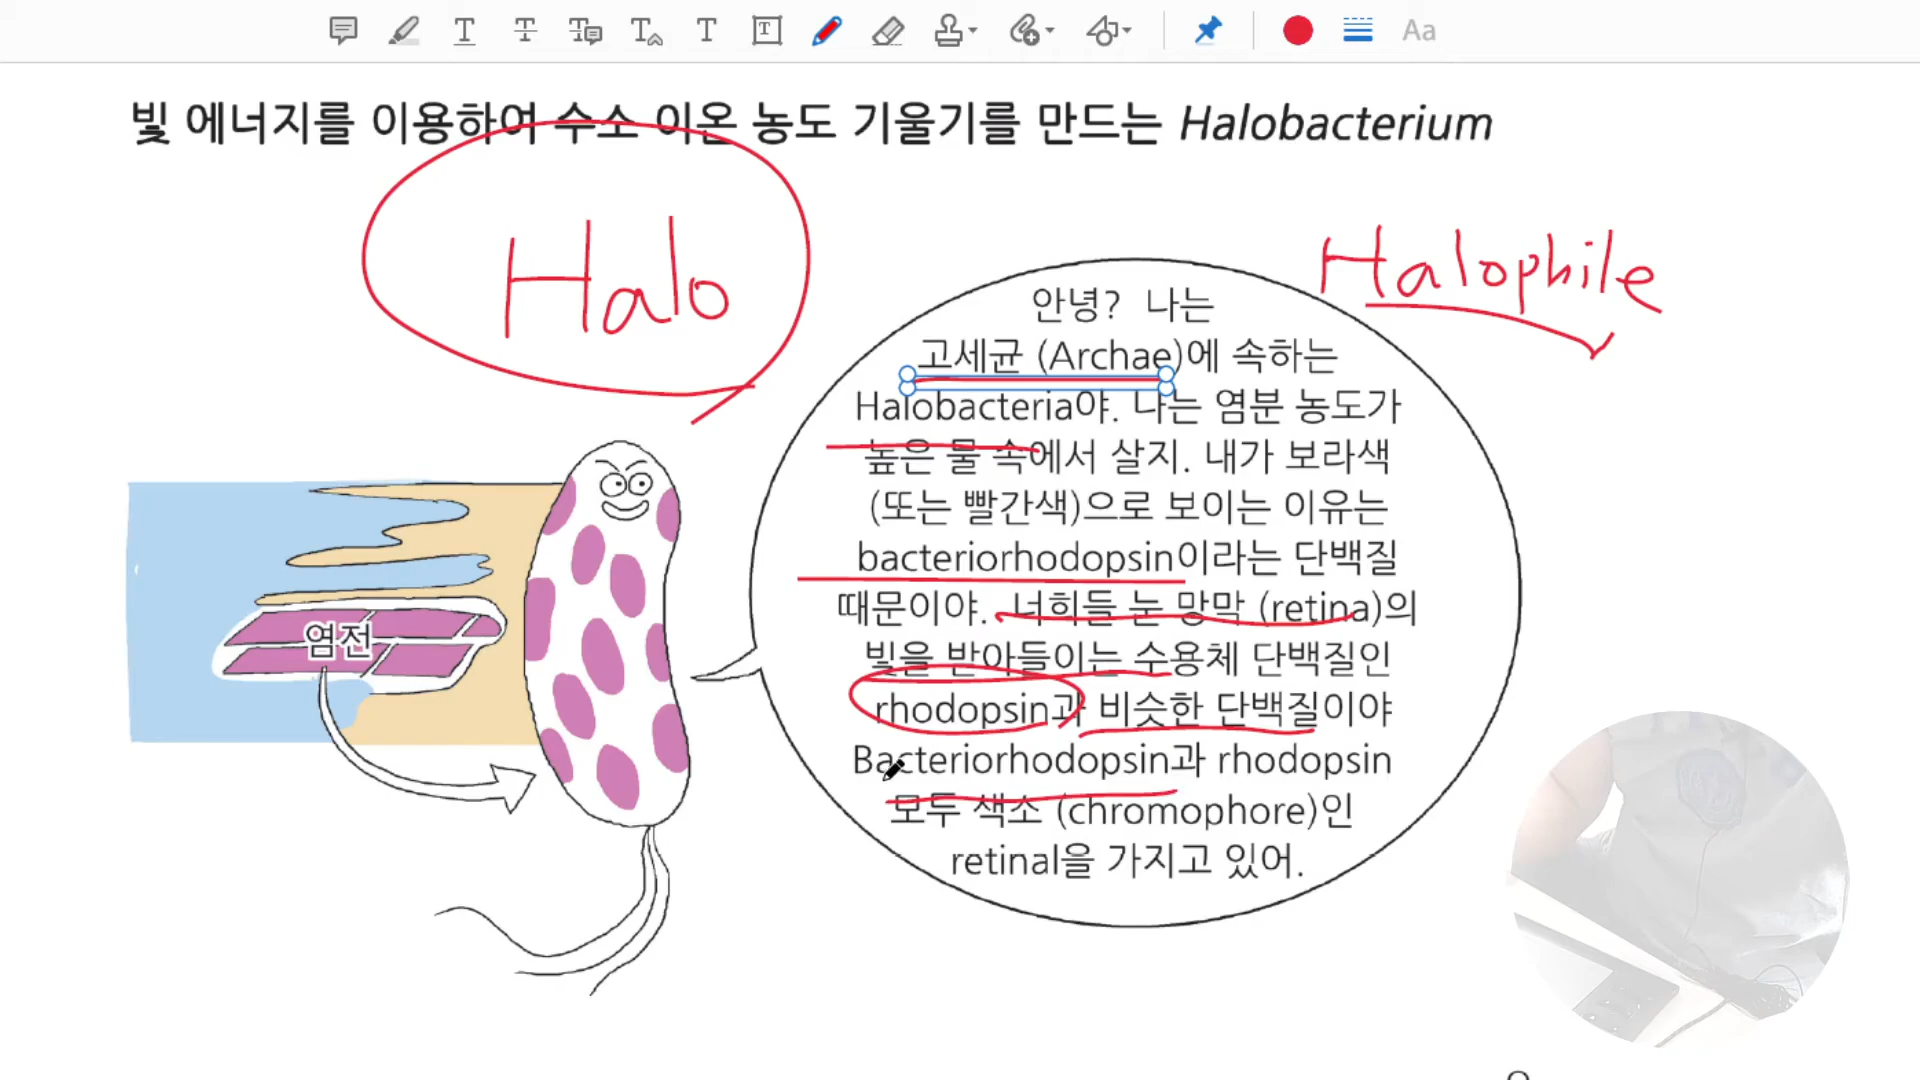 빛 에너지를 이용하여 수소 이온 농도 기울기를 만드는 Halobacterium
Halo
Halophile
안녕? 나는
고세균 (Archae)에 속하는
Halobacteria야. 나는 염분 농도가
높은 물 속에서 살지. 내가 보라색
(또는 빨간색)으로 보이는 이유는
bacteriorhodopsin이라는 단백질
때문이야. 너희들 눈 망막 (retina)의
빛을 받아들이는 수용체 단백질인
rhodopsin과 비슷한 단백질이야
Bacteriorhodopsin과 rhodopsin
모두 색소 (chromophore)인
retinal을 가지고 있어.
염전